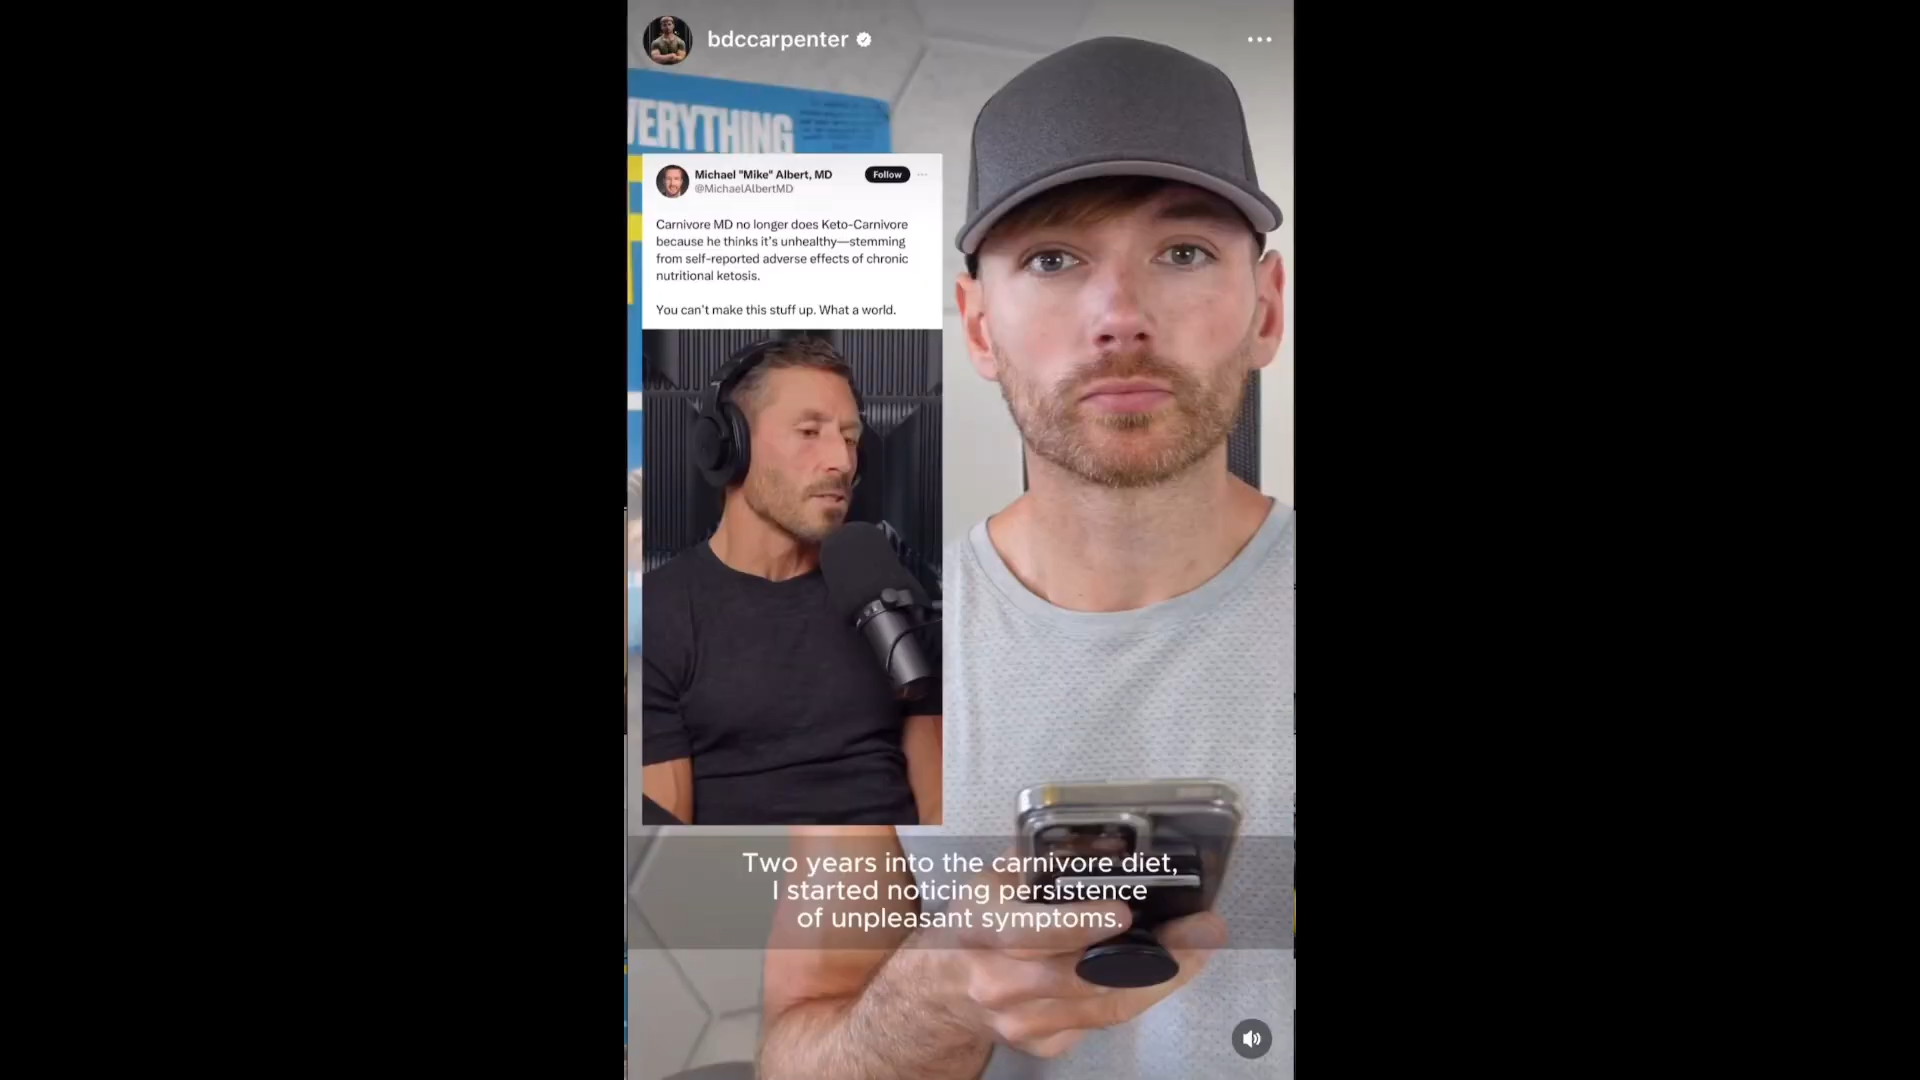 bdccarpenter
VERYTHING
Michael "Mike" Albert, MD
Follow
@MichaelAlbertMD
Carnivore MD no longer does Keto-Carnivore
because he thinks it's unhealthy—stemming
from self-reported adverse effects of chronic
nutritional ketosis.
You can't make this stuff up. What a world.
Two years into the carnivore diet,
I started noticing persistence
of unpleasant symptoms.